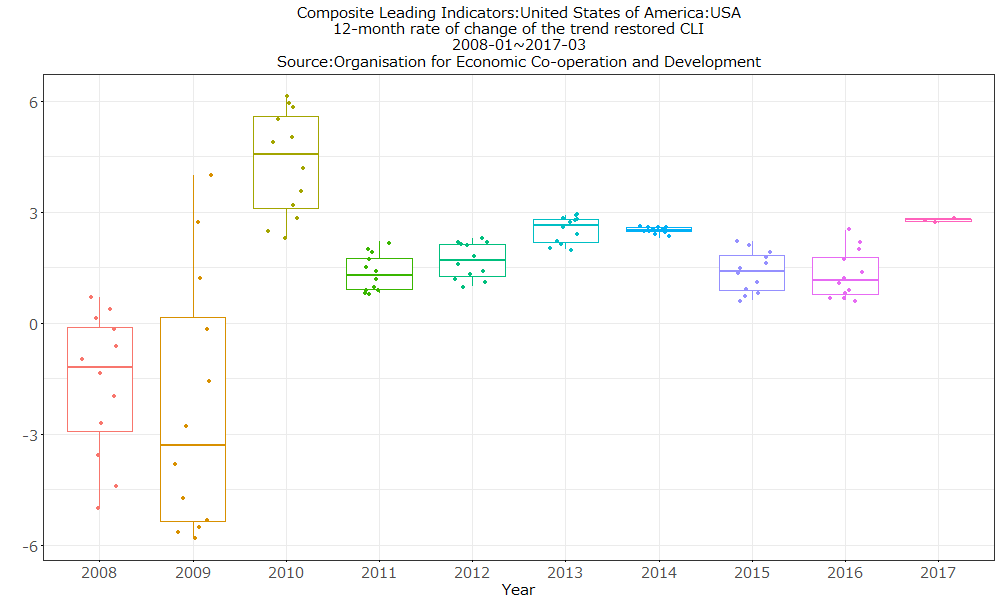 Composite Leading Indicators:United States of America:USA
12-month rate of change of the trend restored CLI
2008-01~2017-03
Source:Organisation for Economic Co-operation and Development
6
3
0
-3
-6
2008 2009 2010 2011 2012 2013 2014 2015 2016 2017
Year